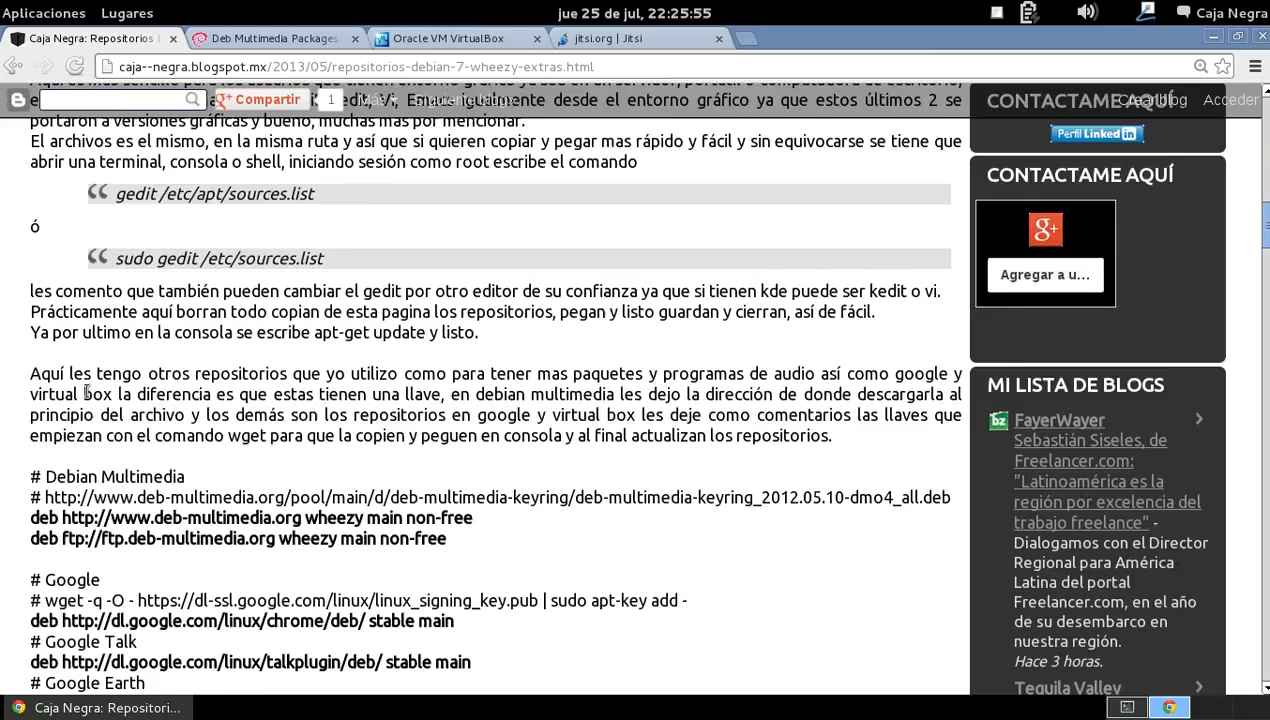 Aplicaciones Lugares jue 25 de jul, 22:25:55 Caja Negra
Caja Negra: Repositorios Deb Multimedia Packages: Oracle VM VirtualBox jitsi.org | Jitsi
caja--negra.blogspot.mx/2013/05/repositorios-debian-7-wheezy-extras.html
Compartir 1 Más Siguiente blog» Crear blog Acceder
igualmente desde el entorno gráfico ya que estos últimos 2 se
portaron a versiones gráficas y bueno, muchas mas por mencionar.
El archivos es el mismo, en la misma ruta y así que si quieren copiar y pegar mas rápido y fácil y sin equivocarse se tiene que
abrir una terminal, consola o shell, iniciando sesión como root escribe el comando
gedit /etc/apt/sources.list
ó
sudo gedit /etc/sources.list
les comento que también pueden cambiar el gedit por otro editor de su confianza ya que si tienen kde puede ser kedit o vi.
Prácticamente aquí borran todo copian de esta pagina los repositorios, pegan y listo guardan y cierran, así de fácil.
Ya por ultimo en la consola se escribe apt-get update y listo.
Aquí les tengo otros repositorios que yo utilizo como para tener mas paquetes y programas de audio así como google y
virtual box la diferencia es que estas tienen una llave, en debian multimedia les dejo la dirección de donde descargarla al
principio del archivo y los demás son los repositorios en google y virtual box les deje como comentarios las llaves que
empiezan con el comando wget para que la copien y peguen en consola y al final actualizan los repositorios.
# Debian Multimedia
# http://www.deb-multimedia.org/pool/main/d/deb-multimedia-keyring/deb-multimedia-keyring_2012.05.10-dmo4_all.deb
deb http://www.deb-multimedia.org wheezy main non-free
deb ftp://ftp.deb-multimedia.org wheezy main non-free
# Google
# wget -q -O - https://dl-ssl.google.com/linux/linux_signing_key.pub | sudo apt-key add -
deb http://dl.google.com/linux/chrome/deb/ stable main
# Google Talk
deb http://dl.google.com/linux/talkplugin/deb/ stable main
# Google Earth
CONTACTAME AQUÍ
Perfil Linked in
CONTACTAME AQUÍ
g+
Agregar a u...
MI LISTA DE BLOGS
FayerWayer
Sebastián Siseles, de
Freelancer.com:
"Latinoamérica es la
región por excelencia del
trabajo freelance" -
Dialogamos con el Director
Regional para América
Latina del portal
Freelancer.com, en el año
de su desembarco en
nuestra región.
Hace 3 horas.
Tequila Valley
Caja Negra: Repositori...